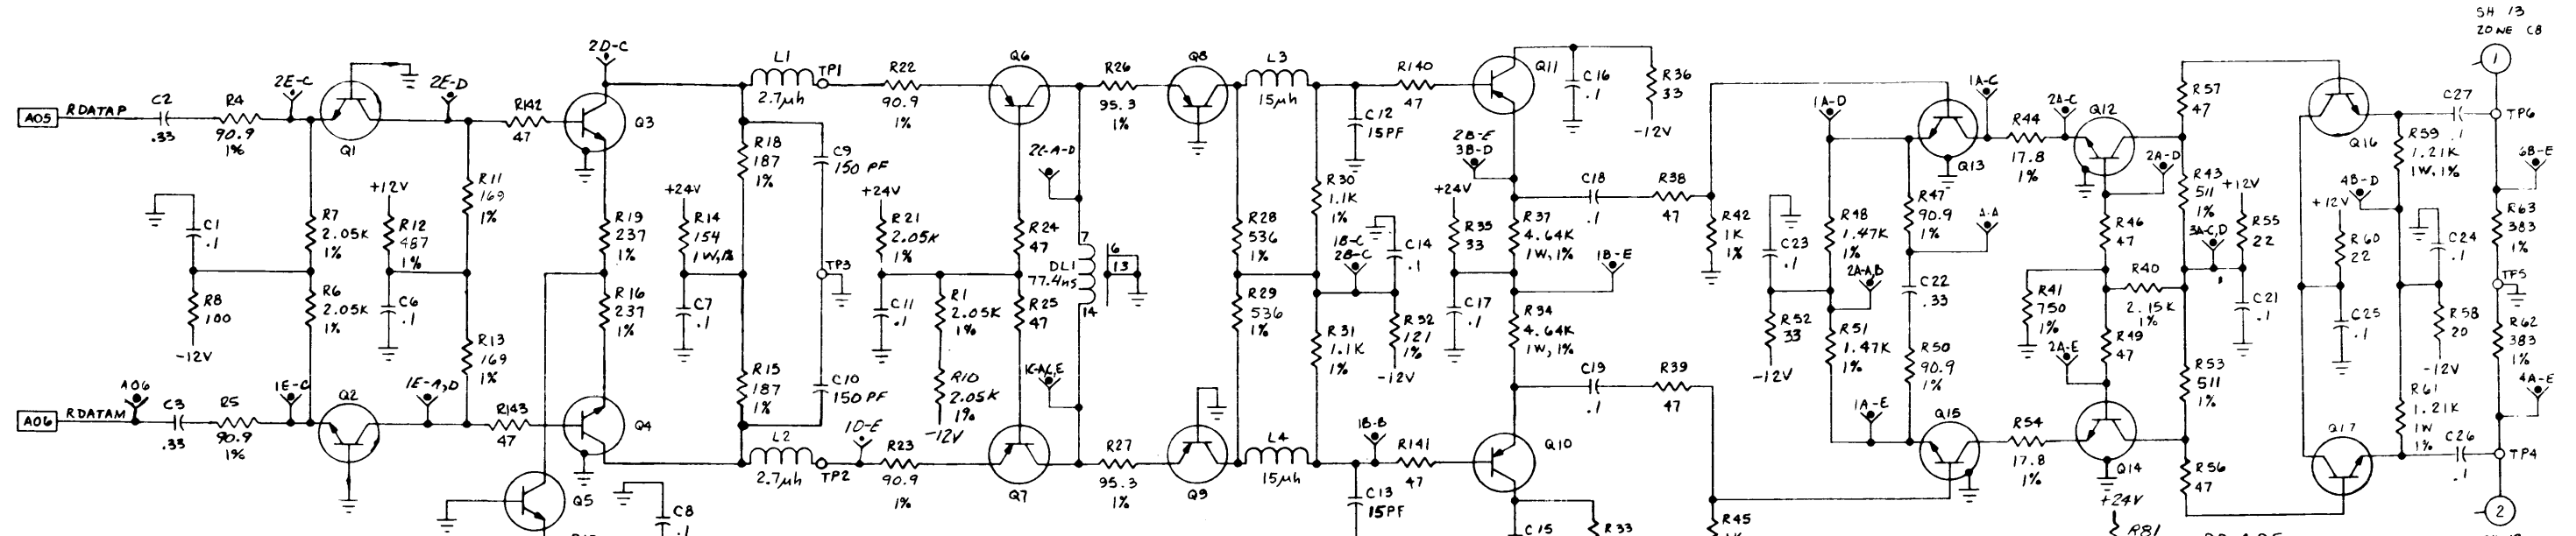 SH 13
ZONE C8
1
A05
RDATAP
C2
.33
R4
90.9
1%
2E-C
Q1
2E-D
R142
47
2D-C
Q3
L1
2.7µh
TP1
R22
90.9
1%
Q6
R26
95.3
1%
Q8
L3
15µh
C12
15PF
R140
47
Q11
C16
.1
R36
33
-12V
1A-D
Q13
1A-C
R44
17.8
1%
2A-C
Q12
2A-D
R57
47
Q16
C27
.1
TP6
R59
1.21K
1W,1%
6B-E
C1
.1
R7
2.05K
1%
+12V
R12
487
1%
R11
169
1%
R19
237
1%
+24V
R14
154
1W,1%
R18
187
1%
C9
150 PF
+24V
R21
2.05K
1%
2C-A-D
R24
47
7
DL1
77.4ns
14
16
13
R28
536
1%
R30
1.1K
1%
1B-C
2B-C
C14
.1
2B-E
3B-D
+24V
R35
33
R37
4.64K
1W,1%
C18
.1
R38
47
1B-E
R42
1K
1%
C23
.1
R48
1.47K
1%
R47
90.9
1%
A-A
2A-A,B
R46
47
R43
511
1%
+12V
R55
22
3A-C,D
4B-D
+12V
R60
22
C24
.1
R63
383
1%
TP5
R8
100
-12V
R6
2.05K
1%
C6
.1
R13
169
1%
R16
237
1%
C7
.1
R15
187
1%
TP3
C10
150 PF
C11
.1
R1
2.05K
1%
R10
2.05K
1%
-12V
R25
47
1C-A,C,E
R29
536
1%
R31
1.1K
1%
R32
121
1%
-12V
C17
.1
R34
4.64K
1W,1%
C19
.1
R39
47
R52
33
-12V
R51
1.47K
1%
C22
.33
R50
90.9
1%
R41
750
1%
R40
2.15K
1%
R49
47
2A-E
C21
.1
R53
511
1%
C25
.1
R58
20
-12V
R61
1.21K
1W
1%
R62
383
1%
4A-E
A06
A06
RDATAM
C3
.33
R5
90.9
1%
1E-C
Q2
1E-A,D
R143
47
Q4
Q5
C8
.1
L2
2.7µh
TP2
1D-E
R23
90.9
1%
Q7
R27
95.3
1%
Q9
L4
15µh
1B-B
C13
15PF
R141
47
Q10
C15
R33
R45
1A-E
Q15
R54
17.8
1%
Q14
+24V
R81
R56
47
Q17
C26
.1
TP4
2